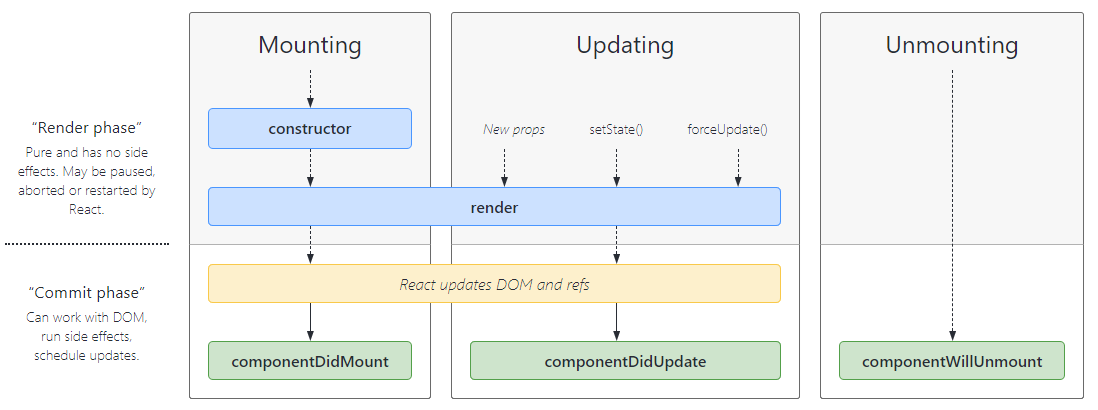 Mounting
Updating
Unmounting
“Render phase”
Pure and has no side
effects. May be paused,
aborted or restarted by
React.
constructor
New props
setState()
forceUpdate()
render
“Commit phase”
Can work with DOM,
run side effects,
schedule updates.
React updates DOM and refs
componentDidMount
componentDidUpdate
componentWillUnmount